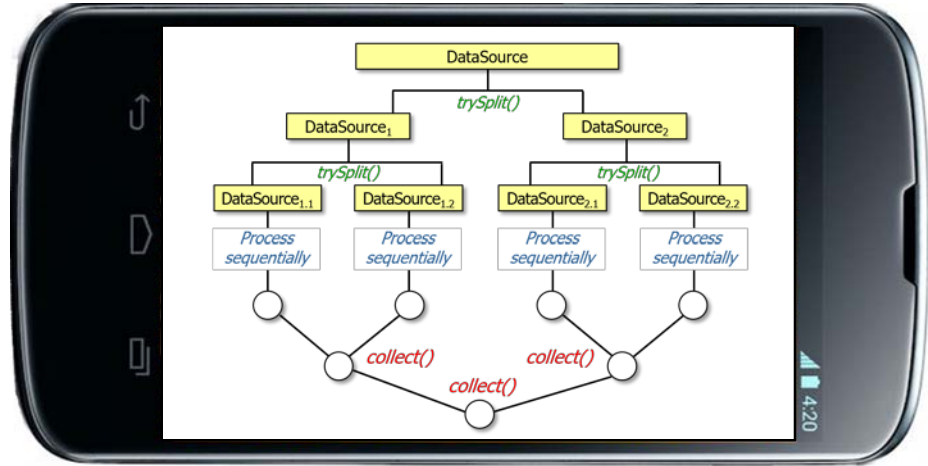 DataSource
trySplit()
DataSource₁ DataSource₂
trySplit() trySplit()
DataSource₁.₁ DataSource₁.₂ DataSource₂.₁ DataSource₂.₂
Process Process Process Process
sequentially sequentially sequentially sequentially
collect() collect()
collect()
4:20